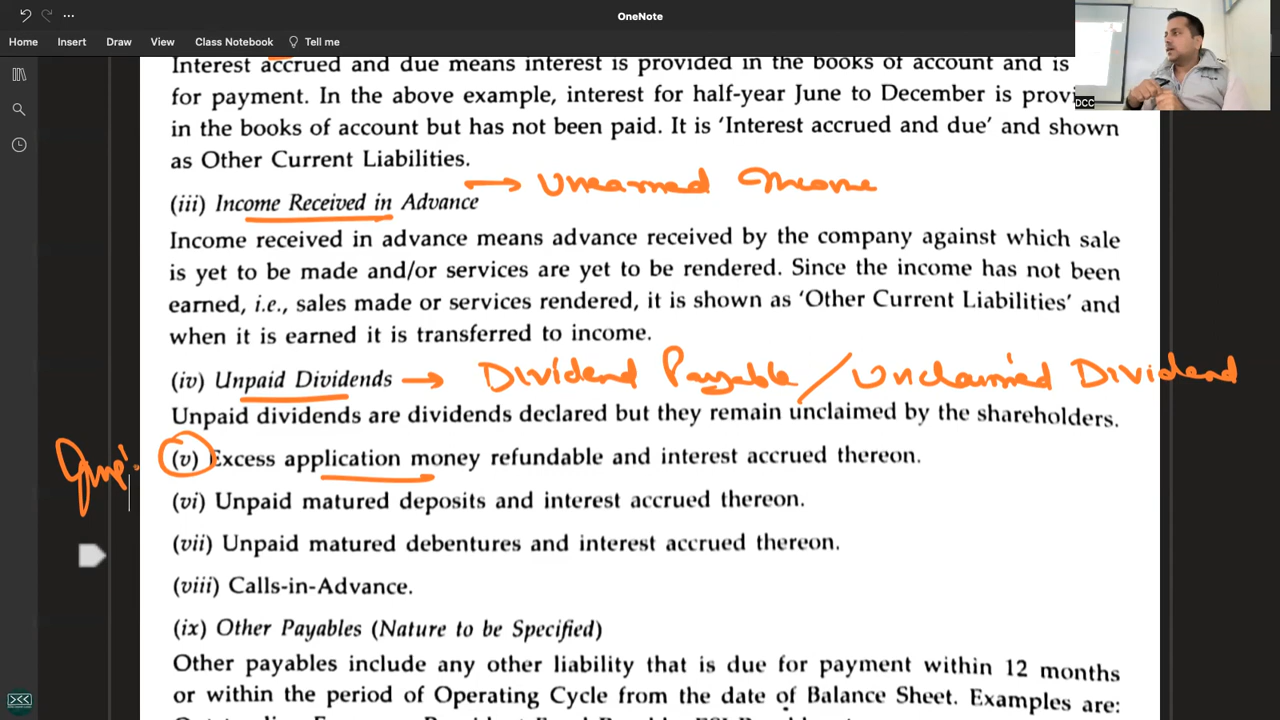 OneNote
Home Insert Draw View Class Notebook Tell me
Interest accrued and due means interest is provided in the books of account and is
for payment. In the above example, interest for half-year June to December is provi
DCC
in the books of account but has not been paid. It is 'Interest accrued and due' and shown
as Other Current Liabilities.
(iii) Income Received in Advance → Unearned Income
Income received in advance means advance received by the company against which sale
is yet to be made and/or services are yet to be rendered. Since the income has not been
earned, i.e., sales made or services rendered, it is shown as 'Other Current Liabilities' and
when it is earned it is transferred to income.
(iv) Unpaid Dividends → Dividend Payable / Unclaimed Dividend
Unpaid dividends are dividends declared but they remain unclaimed by the shareholders.
Imp. (v) Excess application money refundable and interest accrued thereon.
(vi) Unpaid matured deposits and interest accrued thereon.
(vii) Unpaid matured debentures and interest accrued thereon.
(viii) Calls-in-Advance.
(ix) Other Payables (Nature to be Specified)
Other payables include any other liability that is due for payment within 12 months
or within the period of Operating Cycle from the date of Balance Sheet. Examples are: